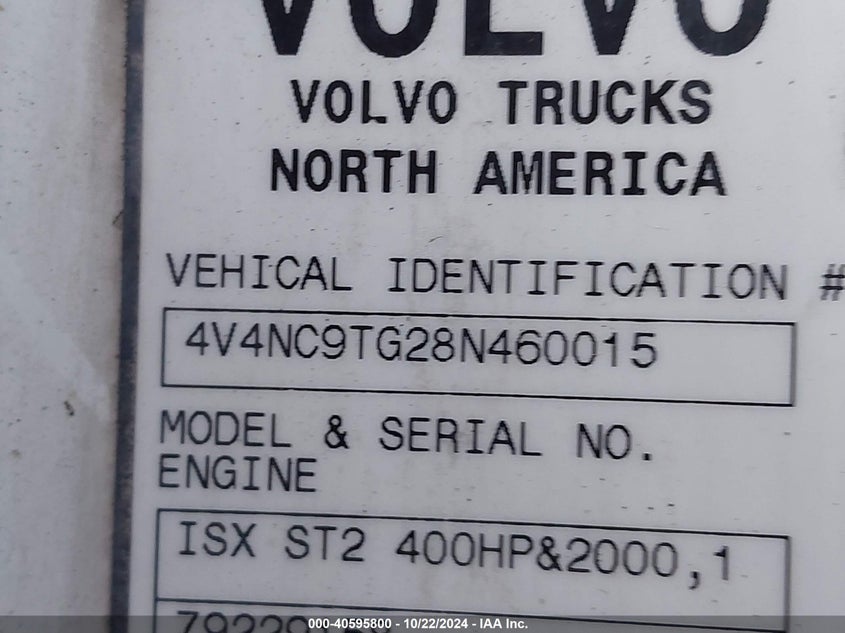 VOLVO
VOLVO TRUCKS
NORTH AMERICA
VEHICAL IDENTIFICATION #
4V4NC9TG28N460015
MODEL & SERIAL NO.
ENGINE
ISX ST2 400HP&2000,1
000-40595800 - 10/22/2024 - IAA Inc.